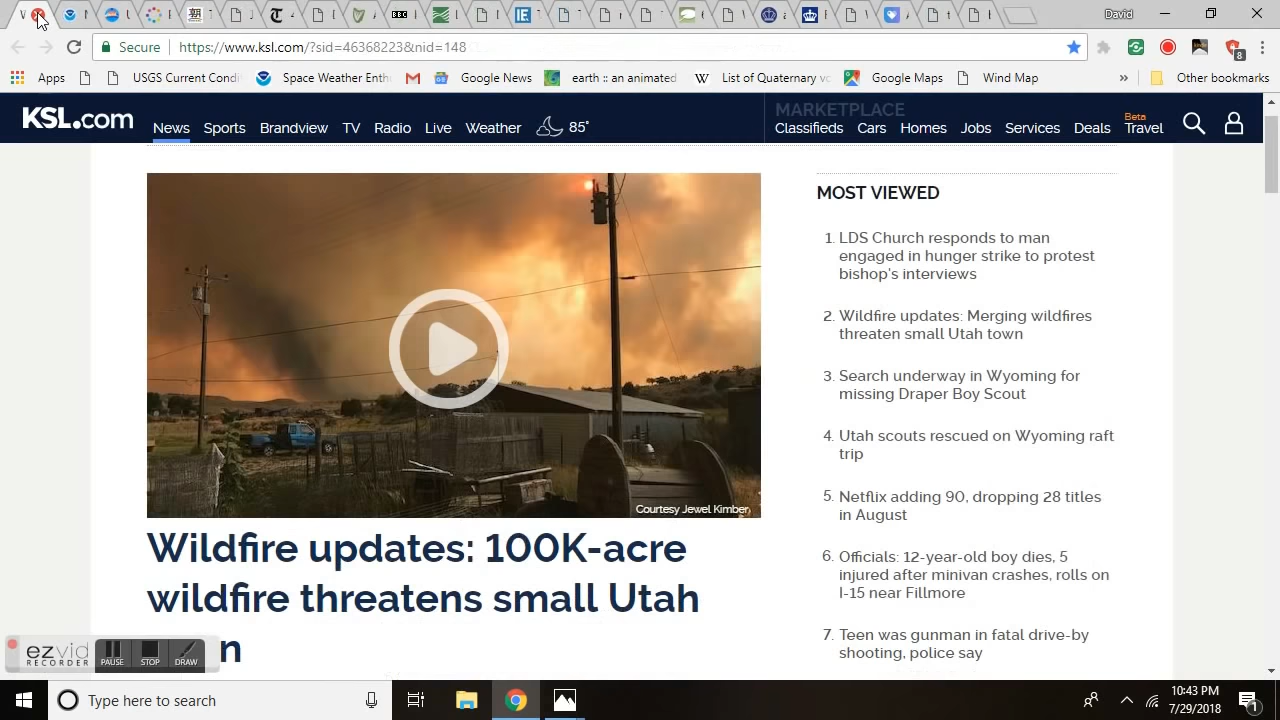 David
Secure
https://www.ksl.com/?sid=46368223&nid=148
8
Apps
USGS Current Condi
Space Weather Enth
Google News
earth :: an animated
List of Quaternary vo
Google Maps
Wind Map
»
Other bookmarks
KSL.com
News
Sports
Brandview
TV
Radio
Live
Weather
85°
MARKETPLACE
Classifieds
Cars
Homes
Jobs
Services
Deals
Beta
Travel
Courtesy Jewel Kimber
Wildfire updates: 100K-acre
wildfire threatens small Utah
n
MOST VIEWED
1. LDS Church responds to man
engaged in hunger strike to protest
bishop's interviews
2. Wildfire updates: Merging wildfires
threaten small Utah town
3. Search underway in Wyoming for
missing Draper Boy Scout
4. Utah scouts rescued on Wyoming raft
trip
5. Netflix adding 90, dropping 28 titles
in August
6. Officials: 12-year-old boy dies, 5
injured after minivan crashes, rolls on
I-15 near Fillmore
7. Teen was gunman in fatal drive-by
shooting, police say
ezvid
RECORDER
PAUSE
STOP
DRAW
Type here to search
10:43 PM
7/29/2018
1